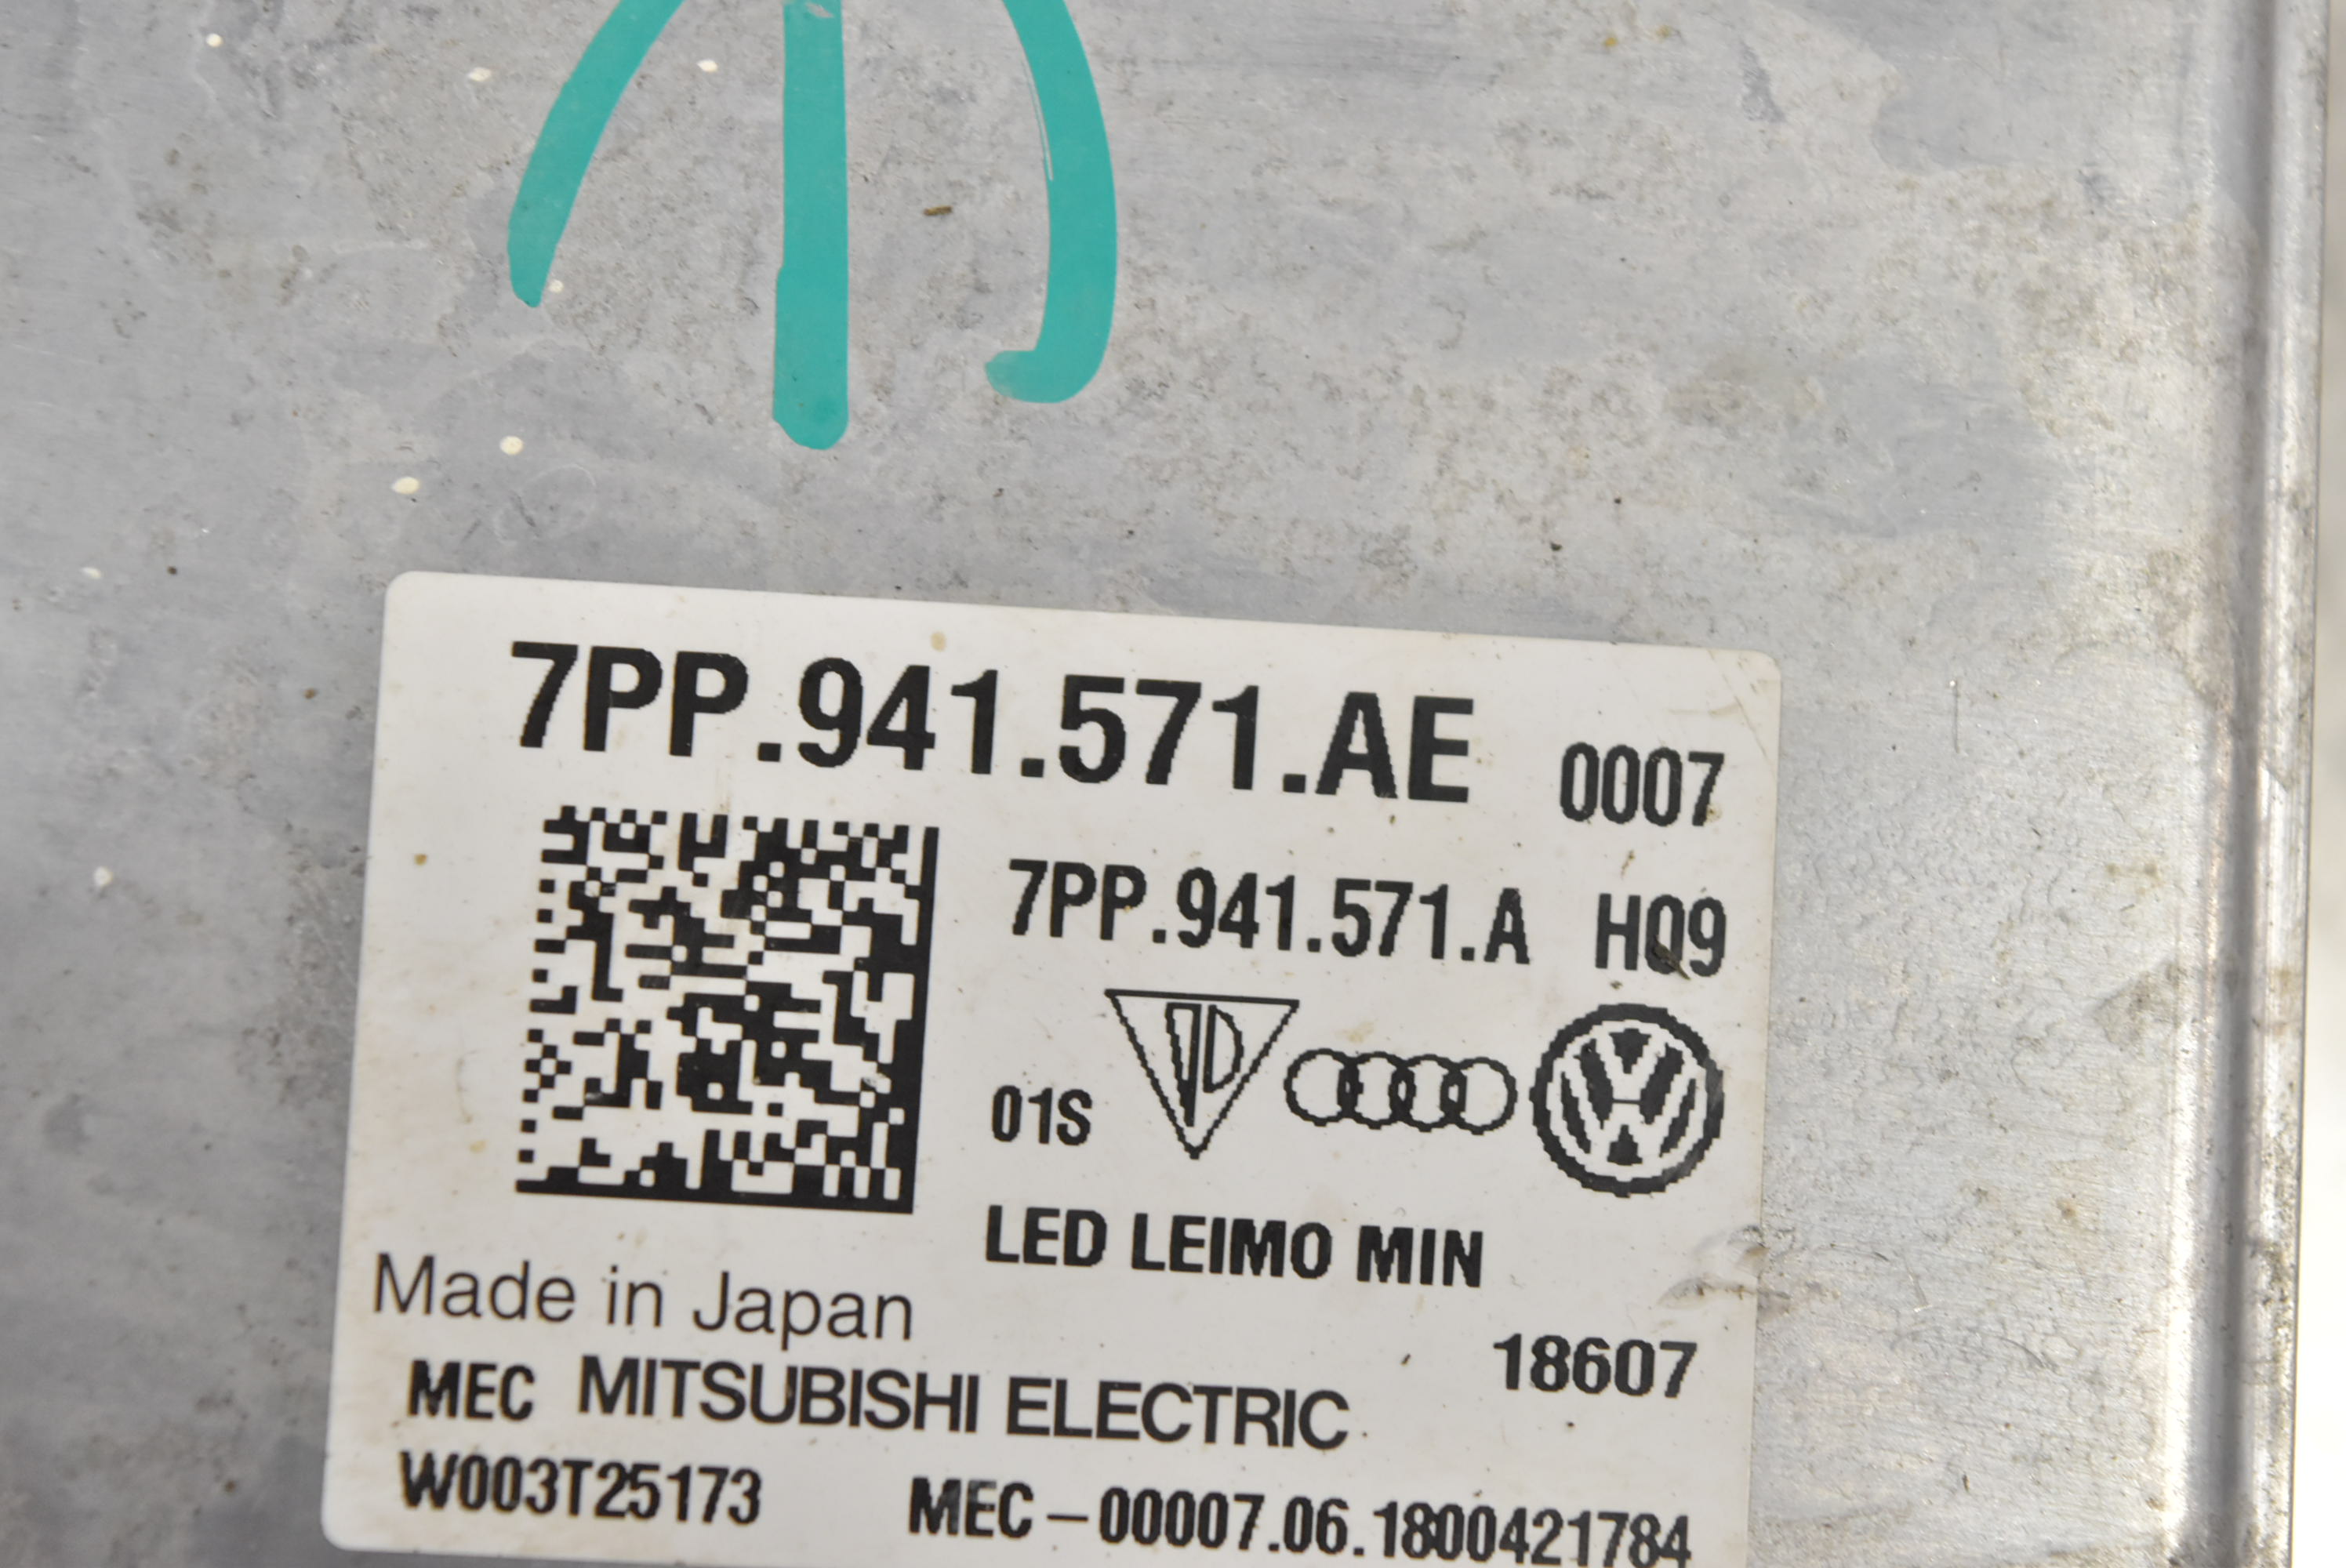 7PP.941.571.AE 0007
7PP.941.571.A H09
01S
LED LEIMO MIN
Made in Japan
18607
MEC MITSUBISHI ELECTRIC
W003T25173 MEC-00007.06.1800421784